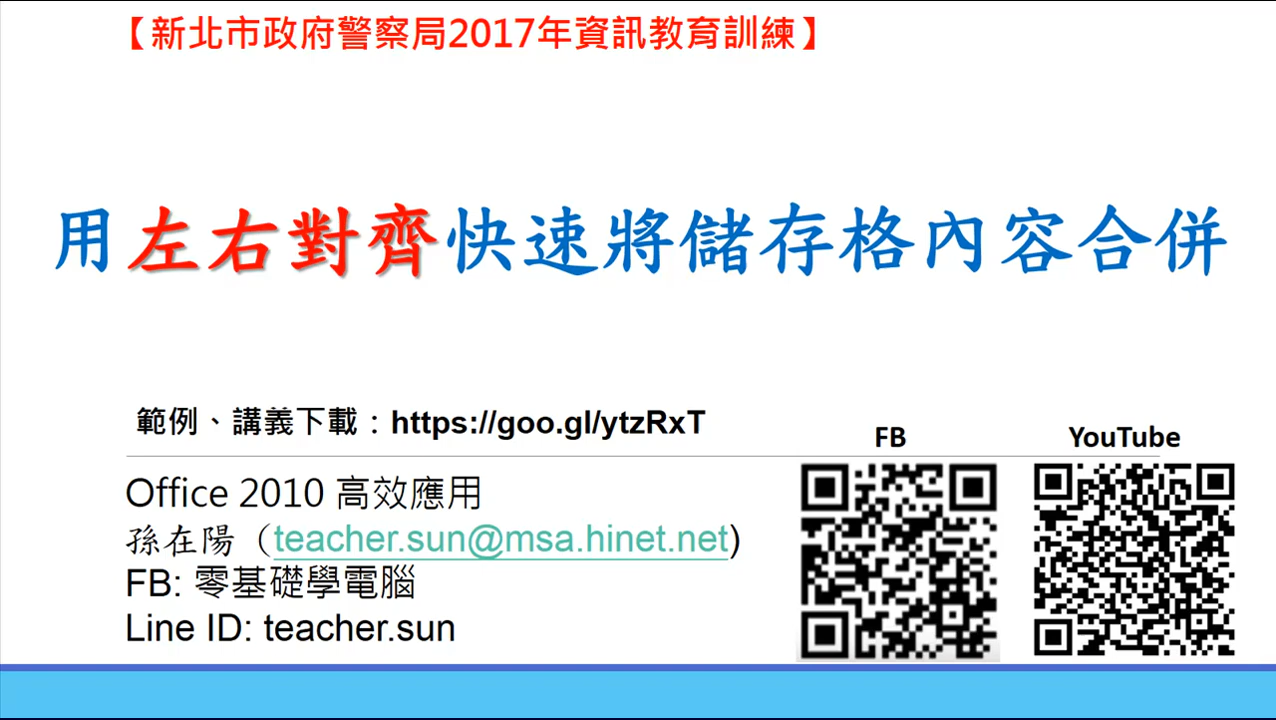 【新北市政府警察局2017年資訊教育訓練】
用左右對齊快速將儲存格內容合併
範例、講義下載：https://goo.gl/ytzRxT
FB
YouTube
Office 2010 高效應用
孫在陽（teacher.sun@msa.hinet.net)
FB: 零基礎學電腦
Line ID: teacher.sun